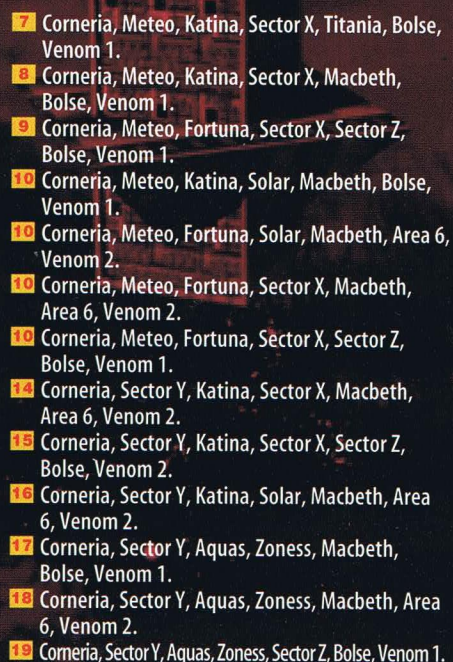 7 Corneria, Meteo, Katina, Sector X, Titania, Bolse,
Venom 1.
8 Corneria, Meteo, Katina, Sector X, Macbeth,
Bolse, Venom 1.
9 Corneria, Meteo, Fortuna, Sector X, Sector Z,
Bolse, Venom 1.
10 Corneria, Meteo, Katina, Solar, Macbeth, Bolse,
Venom 1.
10 Corneria, Meteo, Fortuna, Solar, Macbeth, Area 6,
Venom 2.
10 Corneria, Meteo, Fortuna, Sector X, Macbeth,
Area 6, Venom 2.
10 Corneria, Meteo, Fortuna, Sector X, Sector Z,
Bolse, Venom 1.
14 Corneria, Sector Y, Katina, Sector X, Macbeth,
Area 6, Venom 2.
15 Corneria, Sector Y, Katina, Sector X, Sector Z,
Bolse, Venom 2.
16 Corneria, Sector Y, Katina, Solar, Macbeth, Area
6, Venom 2.
17 Corneria, Sector Y, Aquas, Zoness, Macbeth,
Bolse, Venom 1.
18 Corneria, Sector Y, Aquas, Zoness, Macbeth, Area
6, Venom 2.
19 Corneria, Sector Y, Aquas, Zoness, Sector Z, Bolse, Venom 1.